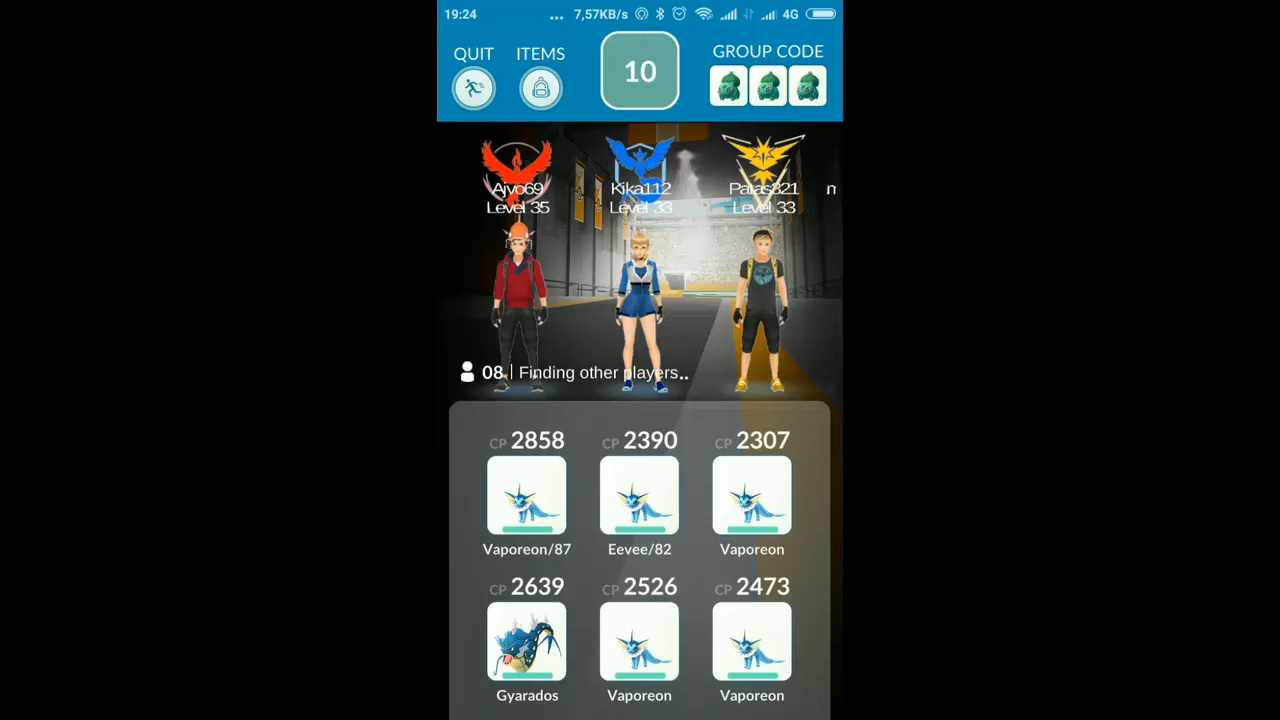 19:24 ... 7,57KB/s 4G
QUIT ITEMS 10 GROUP CODE
Ajvo69 Kika112 Paras321 m
Level 35 Level 33 Level 33
08 | Finding other players..
CP 2858 CP 2390 CP 2307
Vaporeon/87 Eevee/82 Vaporeon
CP 2639 CP 2526 CP 2473
Gyarados Vaporeon Vaporeon